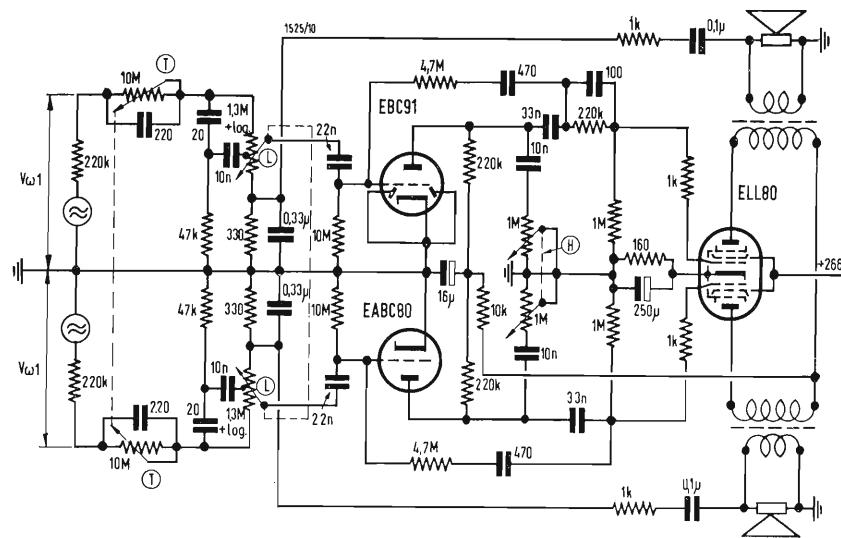 1525/10
1k
0,1µ
T
10M
220
20
1,3M
+log.
L
10n
22n
4,7M
470
100
EBC91
33n
220k
220k
10n
1k
ELL80
220k
Vω1
47k
330
0,33µ
10M
1M
H
1M
160
+266
47k
330
0,33µ
10M
16µ
10k
1M
250µ
1M
1k
Vω1
EABC80
220k
10n
220k
10n
L
22n
33n
220
20
1,3M
+log.
10M
T
4,7M
470
1k
0,1µ